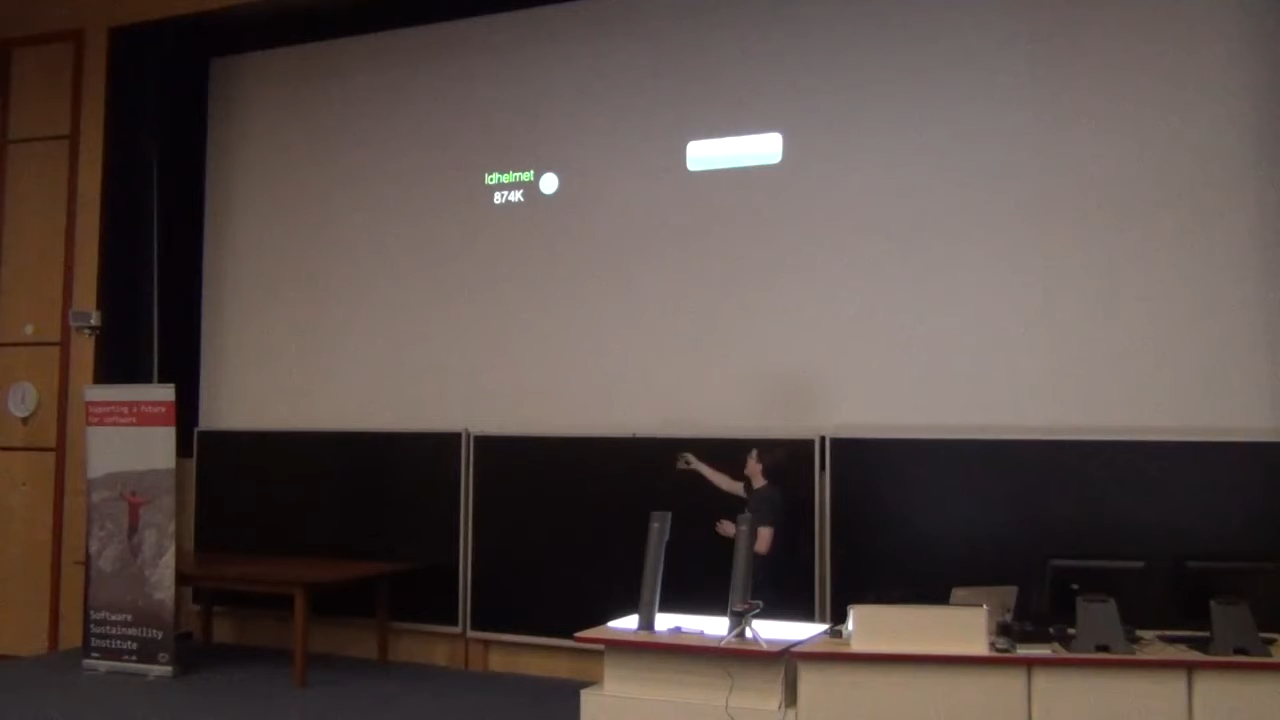 ldhelmet
874K
Supporting a future
for software
Software
Sustainability
Institute